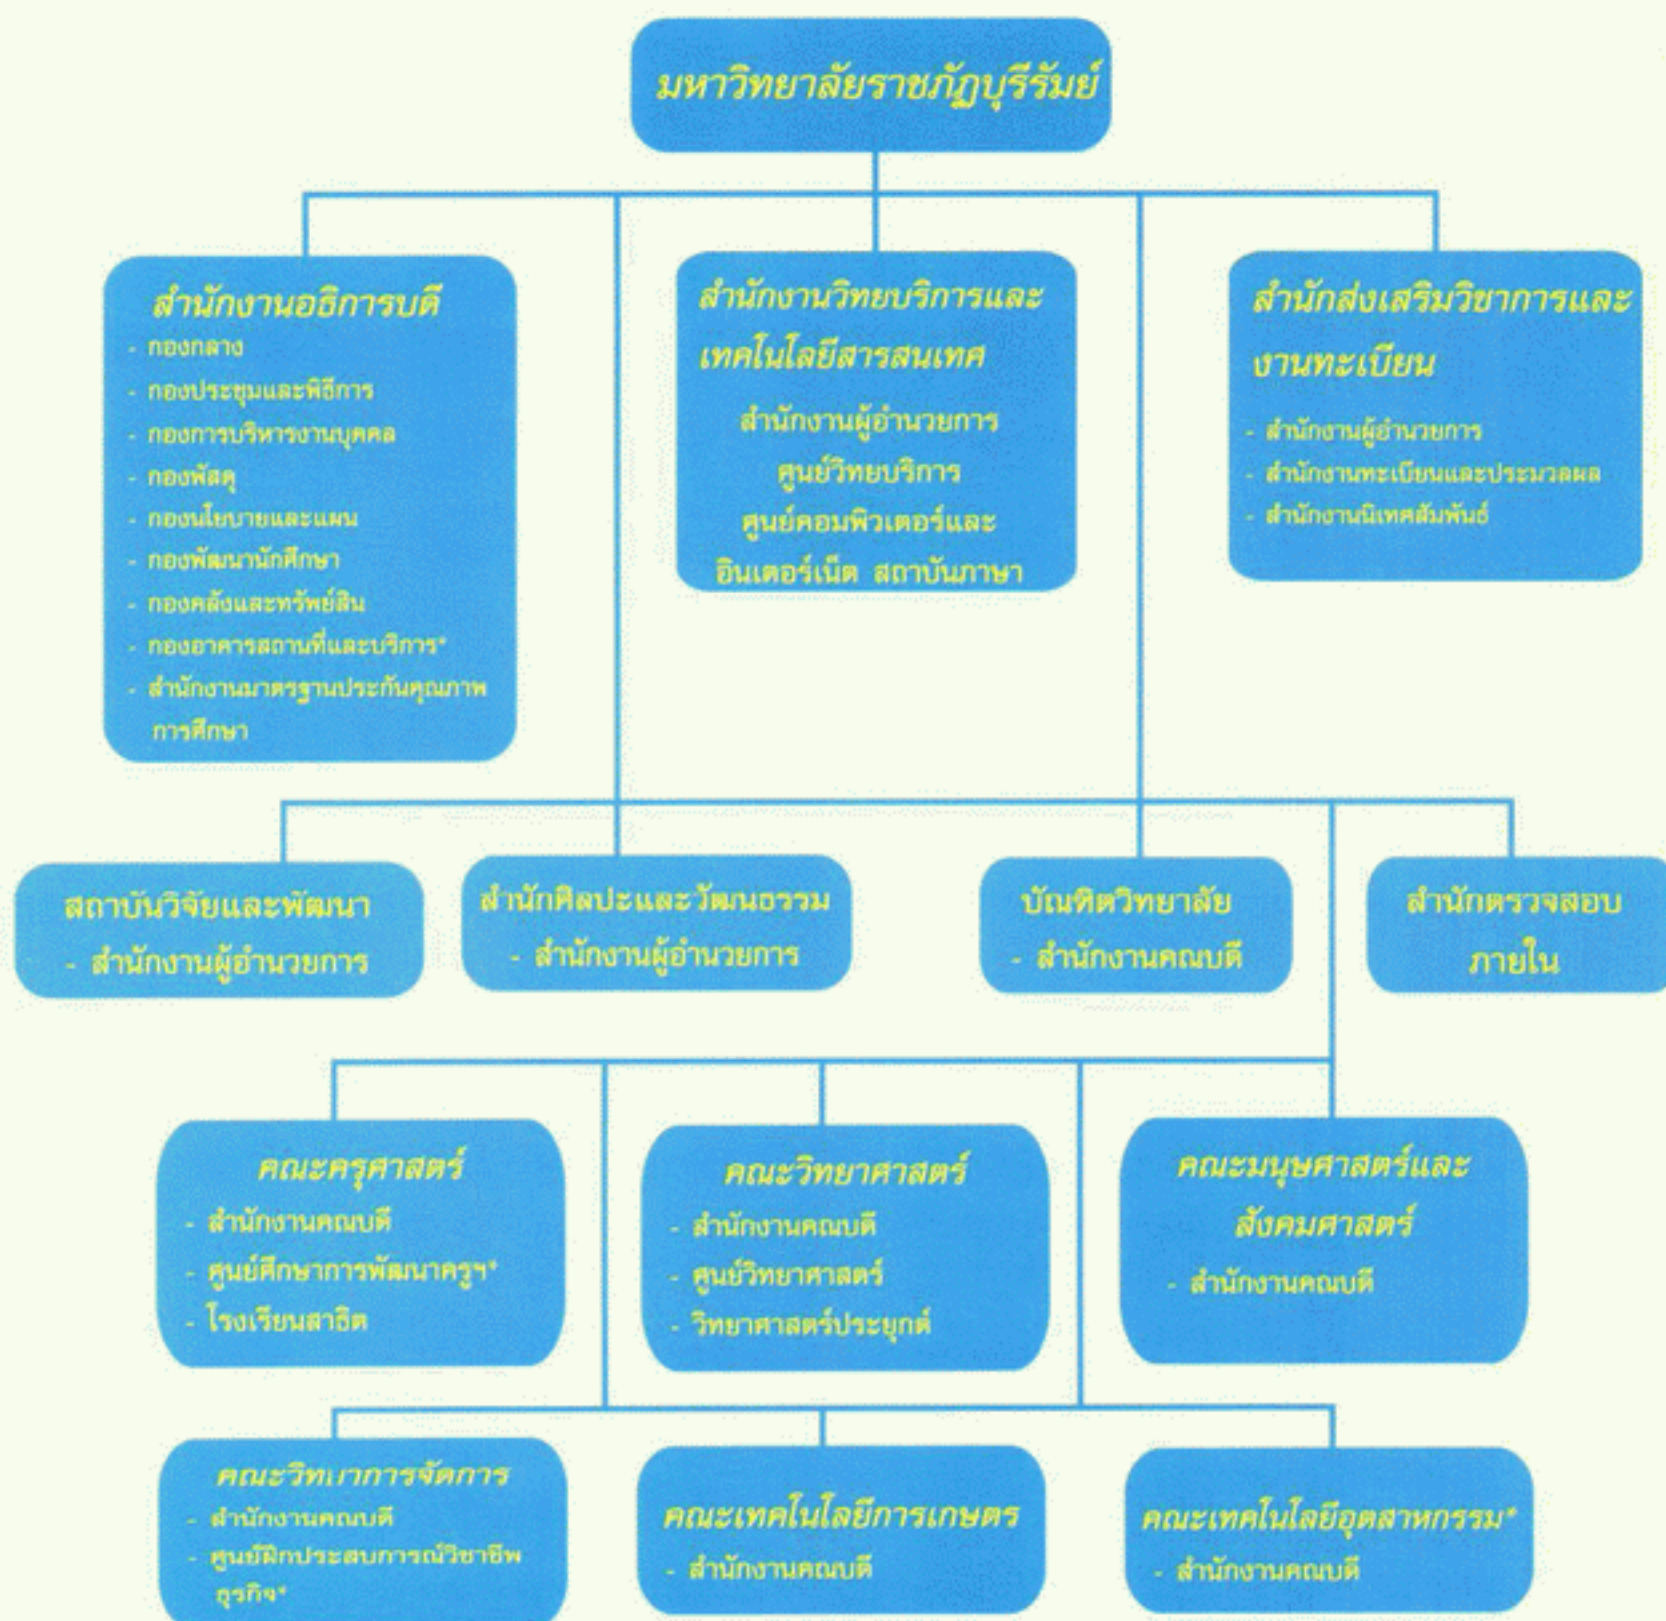 มหาวิทยาลัยราชภัฏบุรีรัมย์
สำนักงานอธิการบดี
- กองกลาง
- กองประชุมและพิธีการ
- กองการบริหารงานบุคคล
- กองพัสดุ
- กองนโยบายและแผน
- กองพัฒนานักศึกษา
- กองคลังและทรัพย์สิน
- กองอาคารสถานที่และบริการ*
- สำนักงานมาตรฐานประกันคุณภาพ
การศึกษา
สำนักงานวิทยบริการและ
เทคโนโลยีสารสนเทศ
สำนักงานผู้อำนวยการ
ศูนย์วิทยบริการ
ศูนย์คอมพิวเตอร์และ
อินเตอร์เน็ต สถาบันภาษา
สำนักส่งเสริมวิชาการและ
งานทะเบียน
- สำนักงานผู้อำนวยการ
- สำนักงานทะเบียนและประมวลผล
- สำนักงานนิเทศสัมพันธ์
สถาบันวิจัยและพัฒนา
- สำนักงานผู้อำนวยการ
สำนักศิลปะและวัฒนธรรม
- สำนักงานผู้อำนวยการ
บัณฑิตวิทยาลัย
- สำนักงานคณบดี
สำนักตรวจสอบ
ภายใน
คณะครุศาสตร์
- สำนักงานคณบดี
- ศูนย์ศึกษาการพัฒนาครูฯ*
- โรงเรียนสาธิต
คณะวิทยาศาสตร์
- สำนักงานคณบดี
- ศูนย์วิทยาศาสตร์
- วิทยาศาสตร์ประยุกต์
คณะมนุษศาสตร์และ
สังคมศาสตร์
- สำนักงานคณบดี
คณะวิทยาการจัดการ
- สำนักงานคณบดี
- ศูนย์ฝึกประสบการณ์วิชาชีพ
ธุรกิจ*
คณะเทคโนโลยีการเกษตร
- สำนักงานคณบดี
คณะเทคโนโลยีอุตสาหกรรม*
- สำนักงานคณบดี